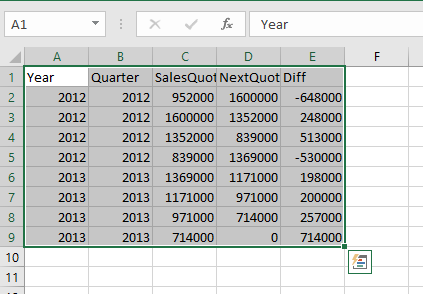 A1 fx Year
A B C D E F
1 Year Quarter SalesQuot NextQuot Diff
2 2012 2012 952000 1600000 -648000
3 2012 2012 1600000 1352000 248000
4 2012 2012 1352000 839000 513000
5 2012 2012 839000 1369000 -530000
6 2013 2013 1369000 1171000 198000
7 2013 2013 1171000 971000 200000
8 2013 2013 971000 714000 257000
9 2013 2013 714000 0 714000
10
11